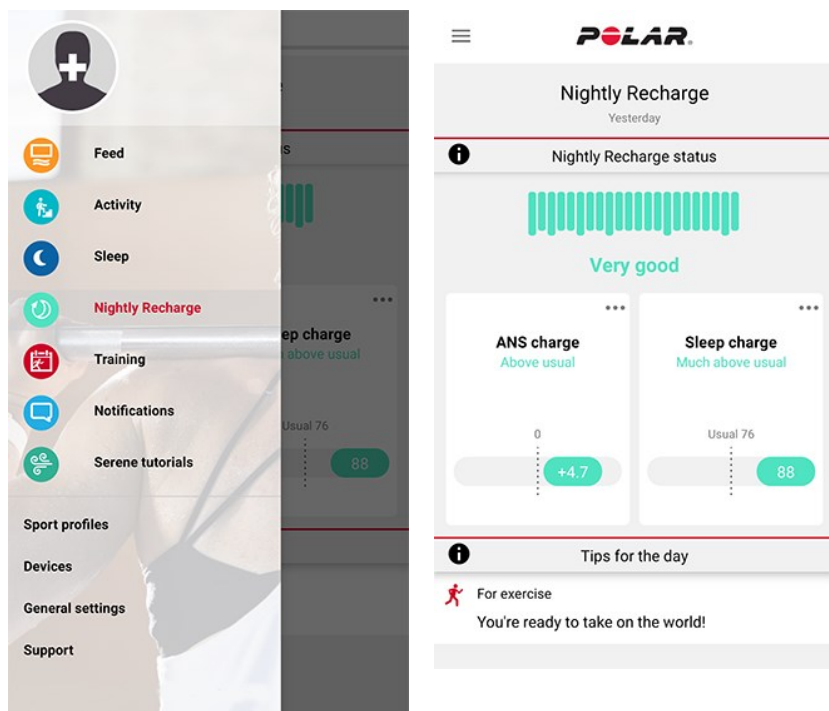 Feed
Activity
Sleep
Nightly Recharge
Training
Notifications
Serene tutorials
Sport profiles
Devices
General settings
Support
ep charge
above usual
Usual 76
88
POLAR.
Nightly Recharge
Yesterday
Nightly Recharge status
Very good
ANS charge
Above usual
0
+4.7
Sleep charge
Much above usual
Usual 76
88
Tips for the day
For exercise
You're ready to take on the world!